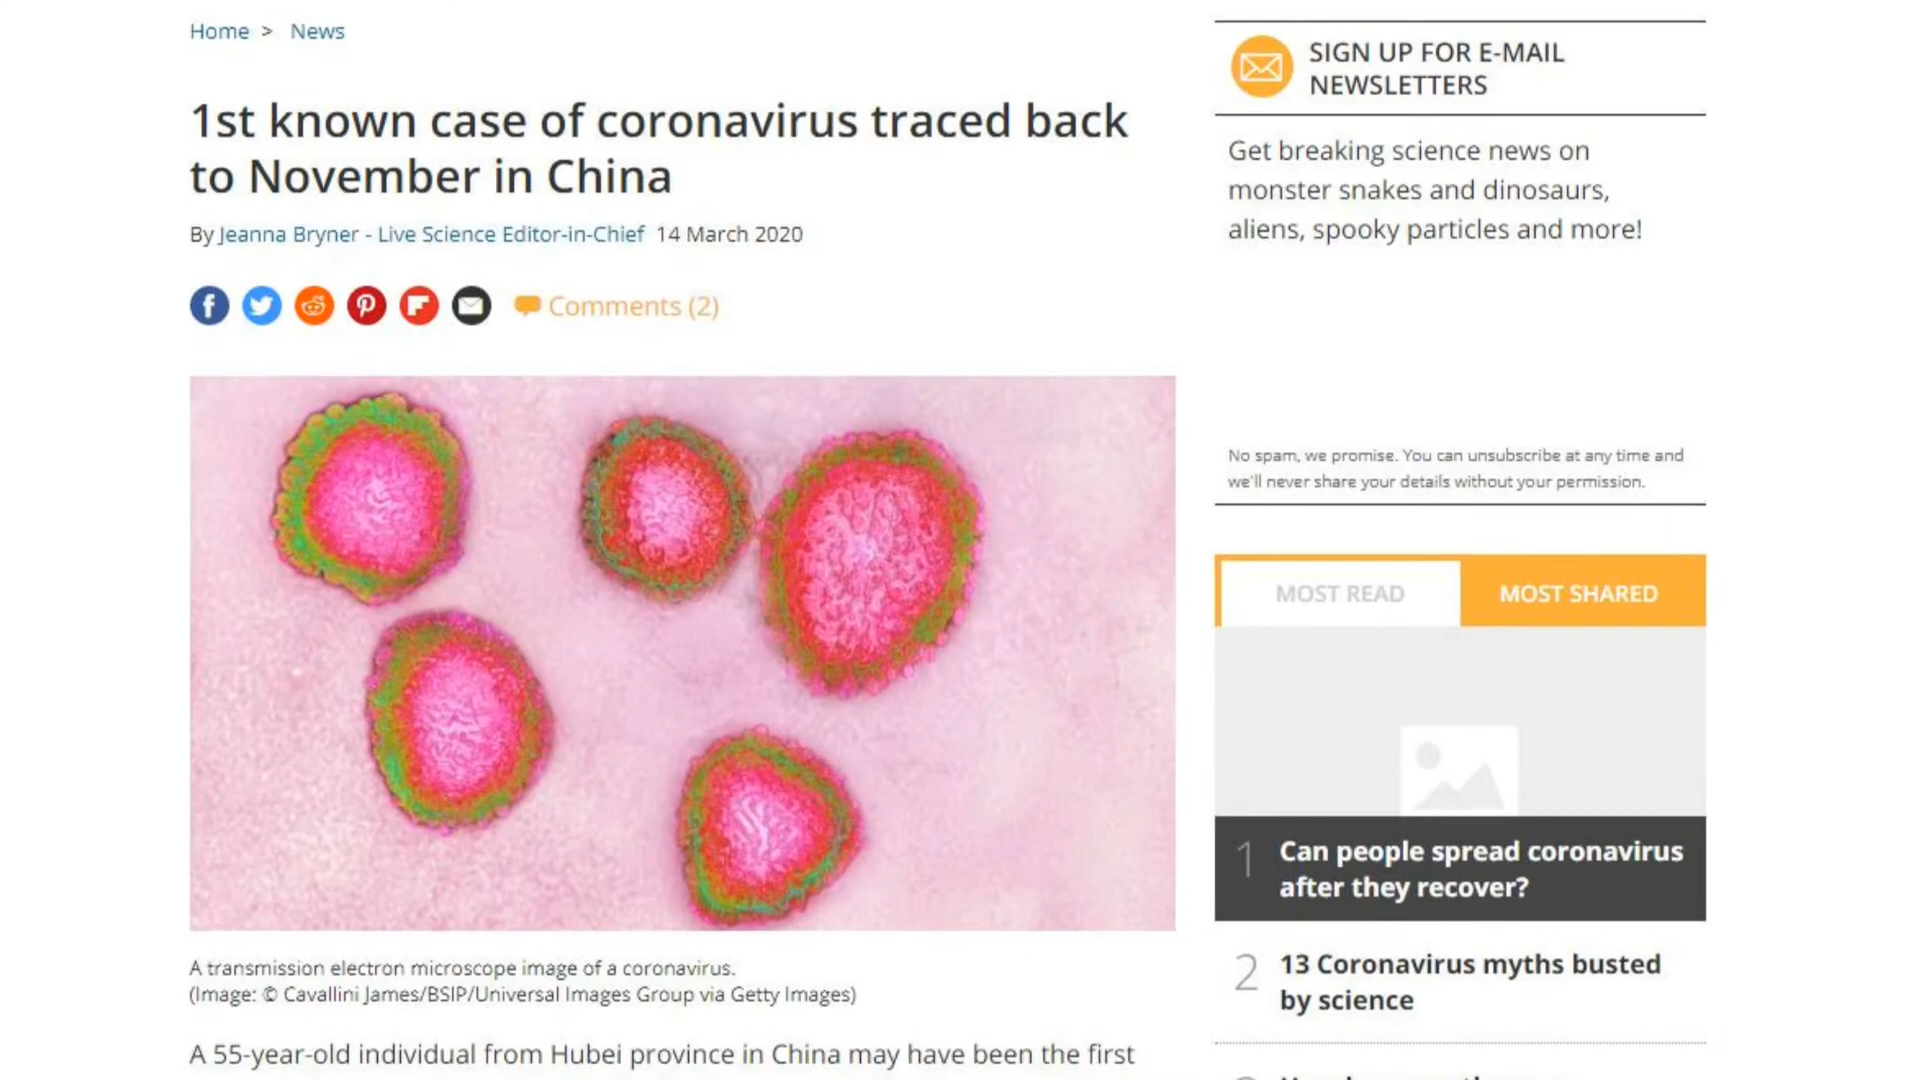 Home > News
1st known case of coronavirus traced back
to November in China
By Jeanna Bryner - Live Science Editor-in-Chief 14 March 2020
Comments (2)
A transmission electron microscope image of a coronavirus.
(Image: © Cavallini James/BSIP/Universal Images Group via Getty Images)
A 55-year-old individual from Hubei province in China may have been the first
SIGN UP FOR E-MAIL
NEWSLETTERS
Get breaking science news on
monster snakes and dinosaurs,
aliens, spooky particles and more!
No spam, we promise. You can unsubscribe at any time and
we'll never share your details without your permission.
MOST READ MOST SHARED
1 Can people spread coronavirus
after they recover?
2 13 Coronavirus myths busted
by science